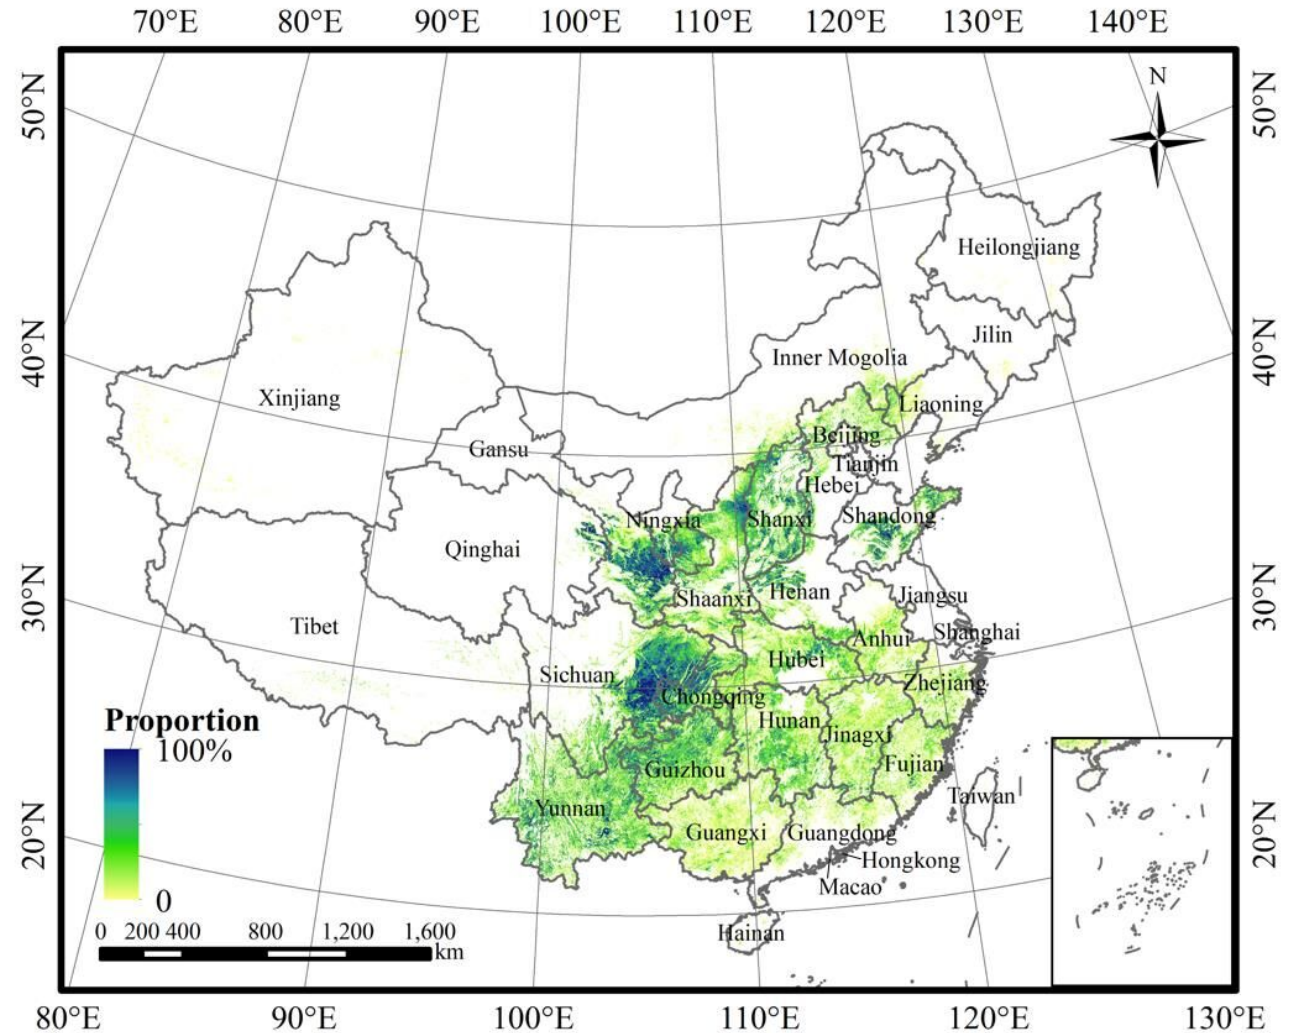 70°E 80°E 90°E 100°E 110°E 120°E 130°E 140°E
N
50°N 50°N
Heilongjiang
Jilin
40°N 40°N
Inner Mogolia
Xinjiang
Liaoning
Beijing
Gansu
Tianjin
Hebei
Ningxia
Shanxi
Shandong
Qinghai
30°N 30°N
Shaanxi
Henan
Jiangsu
Tibet
Shanghai
Anhui
Hubei
Sichuan
Zhejiang
Chongqing
Hunan
Jinagxi
Proportion
100%
Guizhou
Fujian
Taiwan
Yunnan
20°N 20°N
Guangxi
Guangdong
Hongkong
Macao
0
0 200 400 800 1,200 1,600
km
Hainan
80°E 90°E 100°E 110°E 120°E 130°E